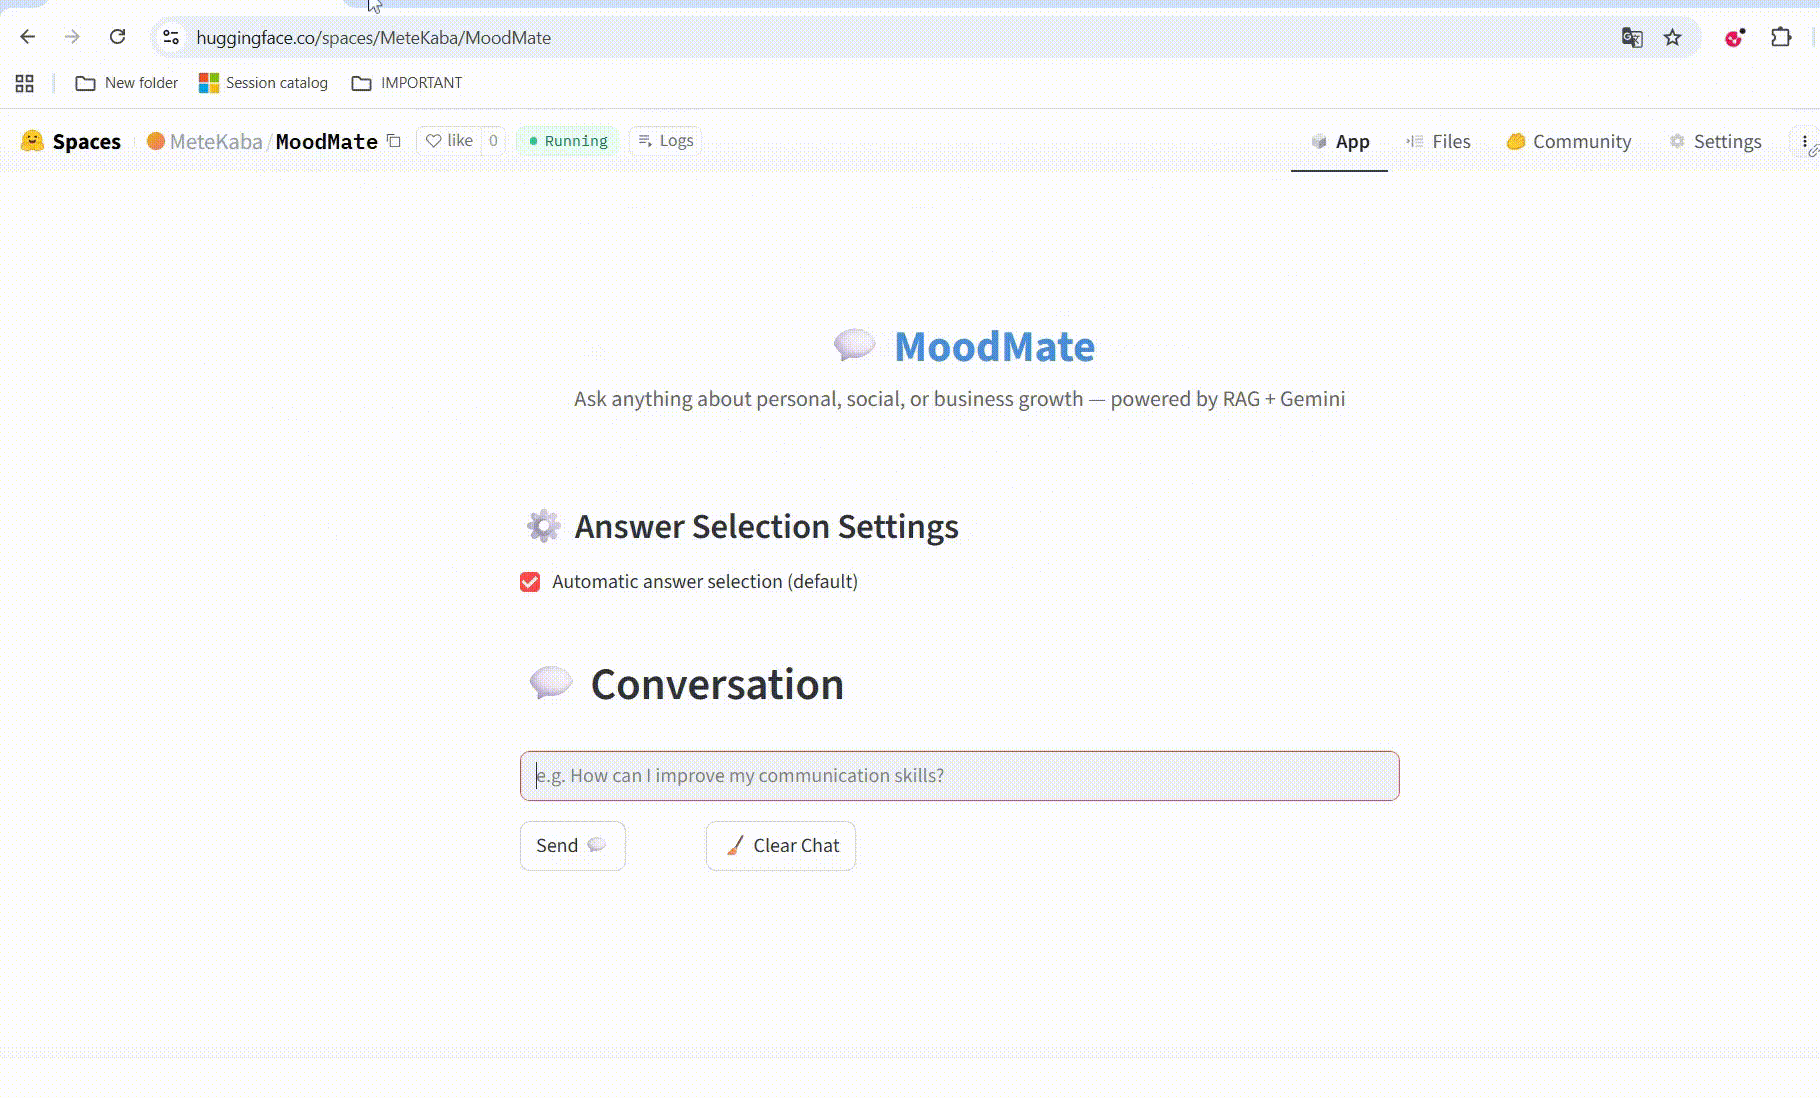 huggingface.co/spaces/MeteKaba/MoodMate
New folder Session catalog IMPORTANT
Spaces MeteKaba/MoodMate like 0 Running Logs App Files Community Settings
MoodMate
Ask anything about personal, social, or business growth — powered by RAG + Gemini
Answer Selection Settings
Automatic answer selection (default)
Conversation
e.g. How can I improve my communication skills?
Send Clear Chat